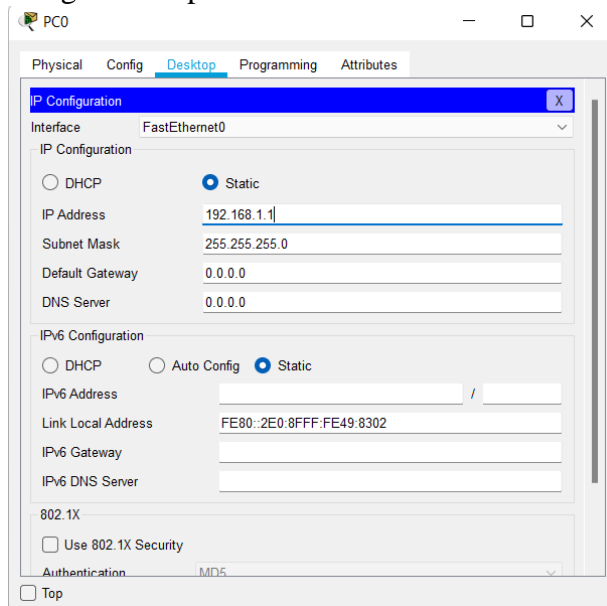 PC0
Physical Config Desktop Programming Attributes
IP Configuration X
Interface FastEthernet0
IP Configuration
DHCP Static
IP Address 192.168.1.1
Subnet Mask 255.255.255.0
Default Gateway 0.0.0.0
DNS Server 0.0.0.0
IPv6 Configuration
DHCP Auto Config Static
IPv6 Address /
Link Local Address FE80::2E0:8FFF:FE49:8302
IPv6 Gateway
IPv6 DNS Server
802.1X
Use 802.1X Security
Authentication MD5
Top